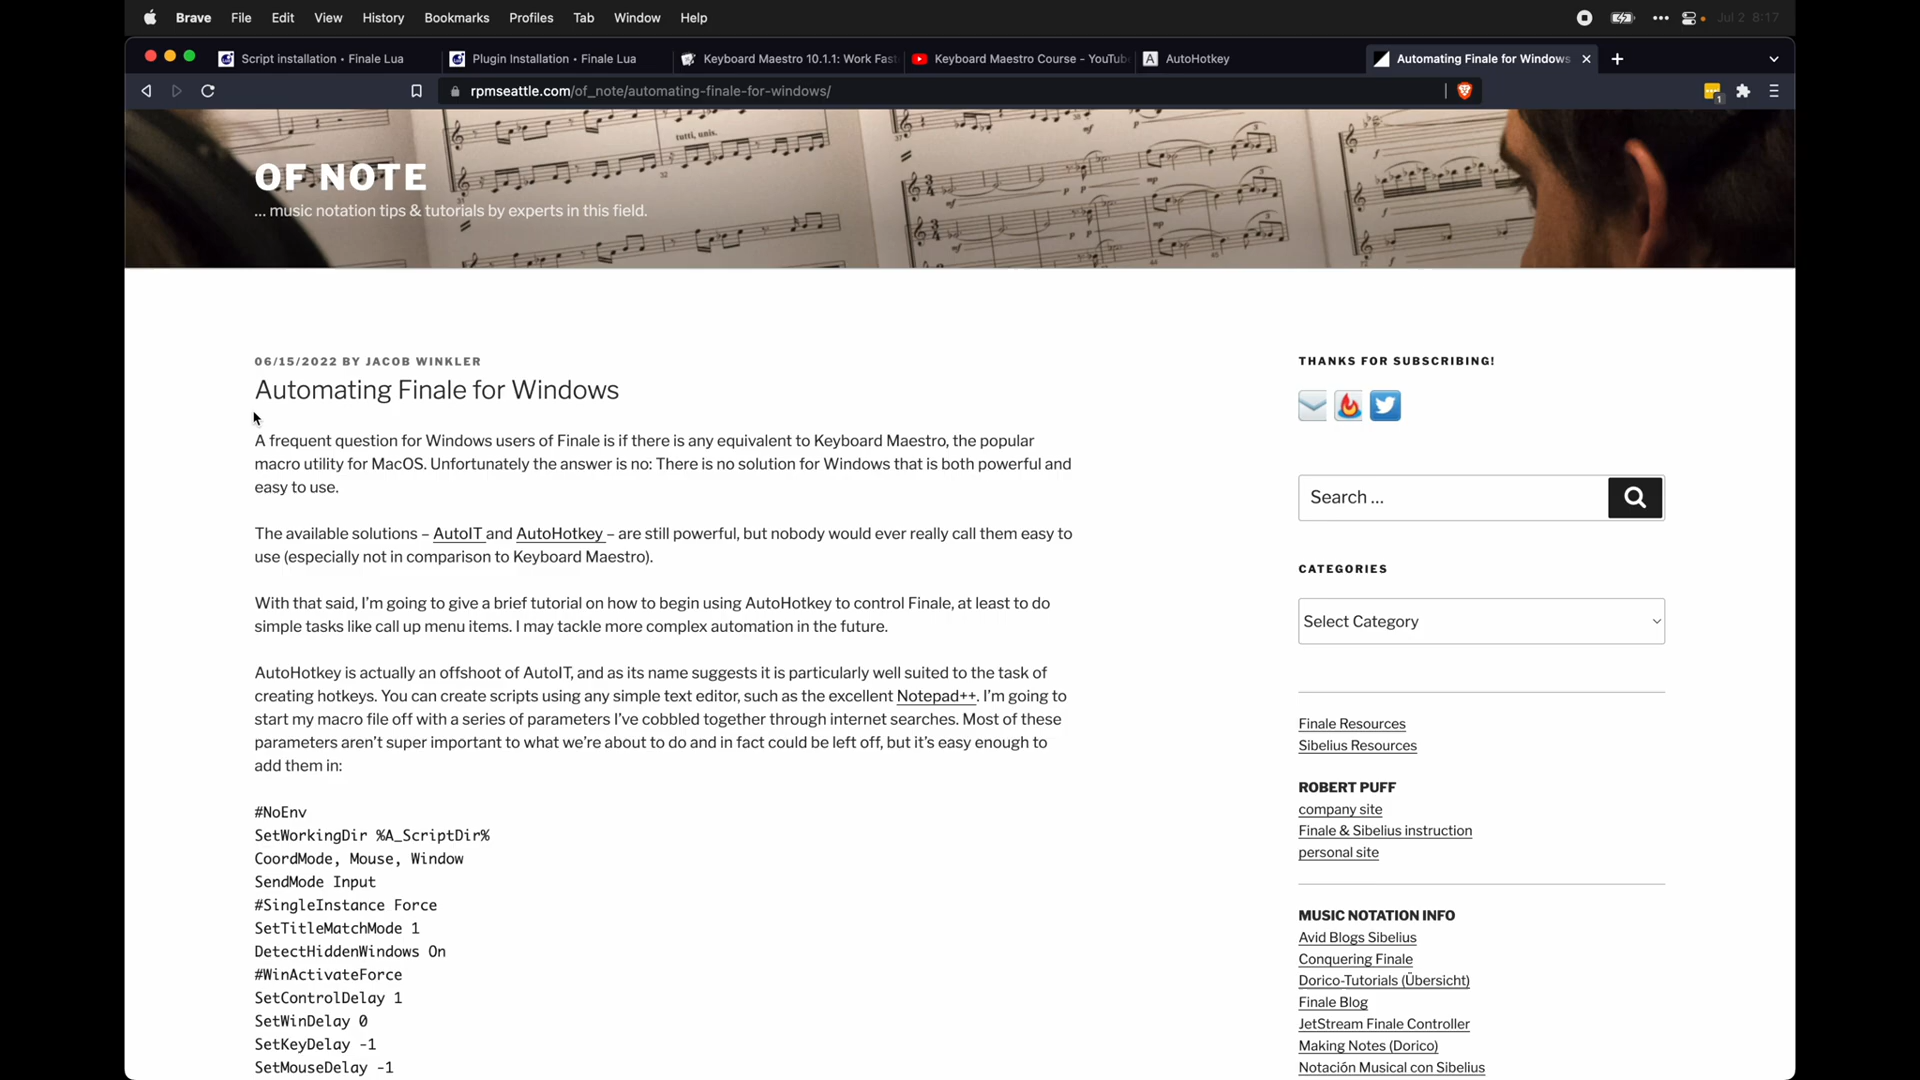 Brave File Edit View History Bookmarks Profiles Tab Window Help Jul 2 8:17
Script installation • Finale Lua
Plugin Installation • Finale Lua
Keyboard Maestro 10.1.1: Work Fast
Keyboard Maestro Course - YouTub
AutoHotkey
Automating Finale for Windows
rpmseattle.com/of_note/automating-finale-for-windows/
1
tutti, unis.
OF NOTE
... music notation tips & tutorials by experts in this field.
06/15/2022 BY JACOB WINKLER
Automating Finale for Windows
A frequent question for Windows users of Finale is if there is any equivalent to Keyboard Maestro, the popular
macro utility for MacOS. Unfortunately the answer is no: There is no solution for Windows that is both powerful and
easy to use.
The available solutions – AutoIT and AutoHotkey – are still powerful, but nobody would ever really call them easy to
use (especially not in comparison to Keyboard Maestro).
With that said, I'm going to give a brief tutorial on how to begin using AutoHotkey to control Finale, at least to do
simple tasks like call up menu items. I may tackle more complex automation in the future.
AutoHotkey is actually an offshoot of AutoIT, and as its name suggests it is particularly well suited to the task of
creating hotkeys. You can create scripts using any simple text editor, such as the excellent Notepad++. I'm going to
start my macro file off with a series of parameters I've cobbled together through internet searches. Most of these
parameters aren't super important to what we're about to do and in fact could be left off, but it's easy enough to
add them in:
#NoEnv
SetWorkingDir %A_ScriptDir%
CoordMode, Mouse, Window
SendMode Input
#SingleInstance Force
SetTitleMatchMode 1
DetectHiddenWindows On
#WinActivateForce
SetControlDelay 1
SetWinDelay 0
SetKeyDelay -1
SetMouseDelay -1
THANKS FOR SUBSCRIBING!
Search …
CATEGORIES
Select Category
Finale Resources
Sibelius Resources
ROBERT PUFF
company site
Finale & Sibelius instruction
personal site
MUSIC NOTATION INFO
Avid Blogs Sibelius
Conquering Finale
Dorico-Tutorials (Übersicht)
Finale Blog
JetStream Finale Controller
Making Notes (Dorico)
Notación Musical con Sibelius